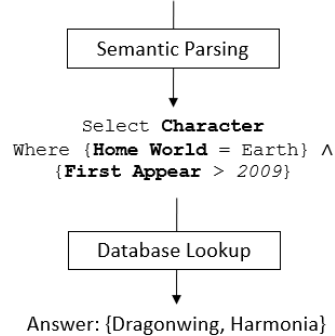 Semantic Parsing
Select Character
Where {Home World = Earth} ∧
{First Appear > 2009}
Database Lookup
Answer: {Dragonwing, Harmonia}